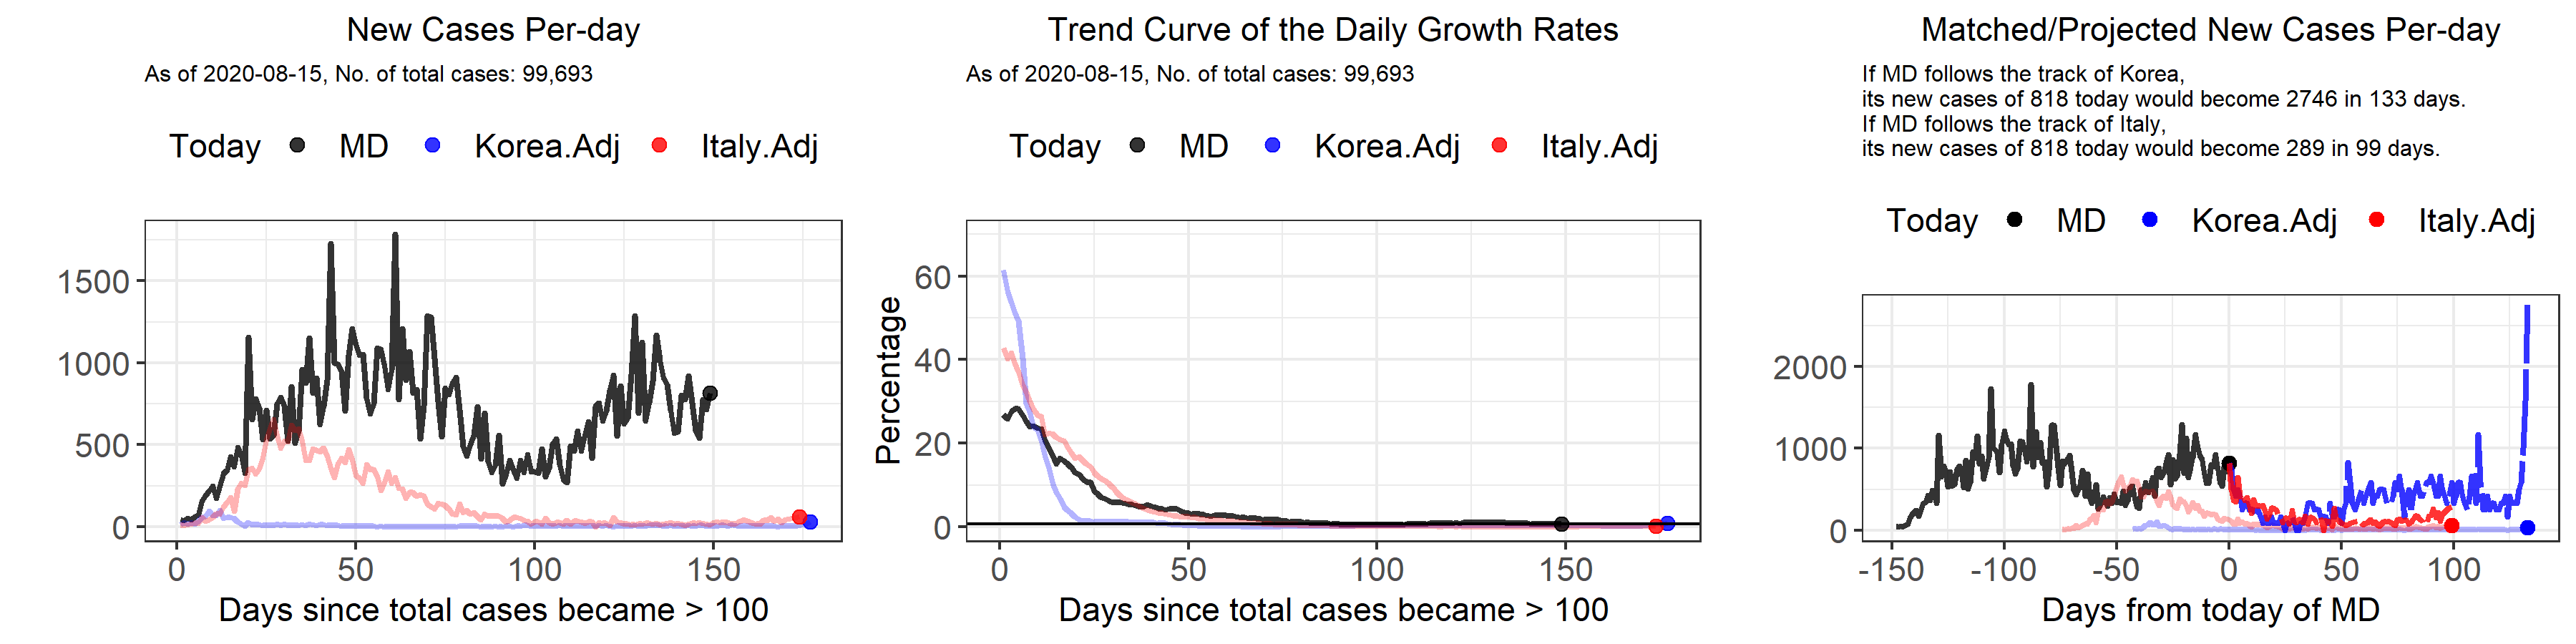 New Cases Per-day
As of 2020-08-15, No. of total cases: 99,693
Today MD Korea.Adj Italy.Adj
1500
1000
500
0
0 50 100 150
Days since total cases became > 100
Trend Curve of the Daily Growth Rates
As of 2020-08-15, No. of total cases: 99,693
Today MD Korea.Adj Italy.Adj
Percentage
60
40
20
0
0 50 100 150
Days since total cases became > 100
Matched/Projected New Cases Per-day
If MD follows the track of Korea,
its new cases of 818 today would become 2746 in 133 days.
If MD follows the track of Italy,
its new cases of 818 today would become 289 in 99 days.
Today MD Korea.Adj Italy.Adj
2000
1000
0
-150 -100 -50 0 50 100
Days from today of MD